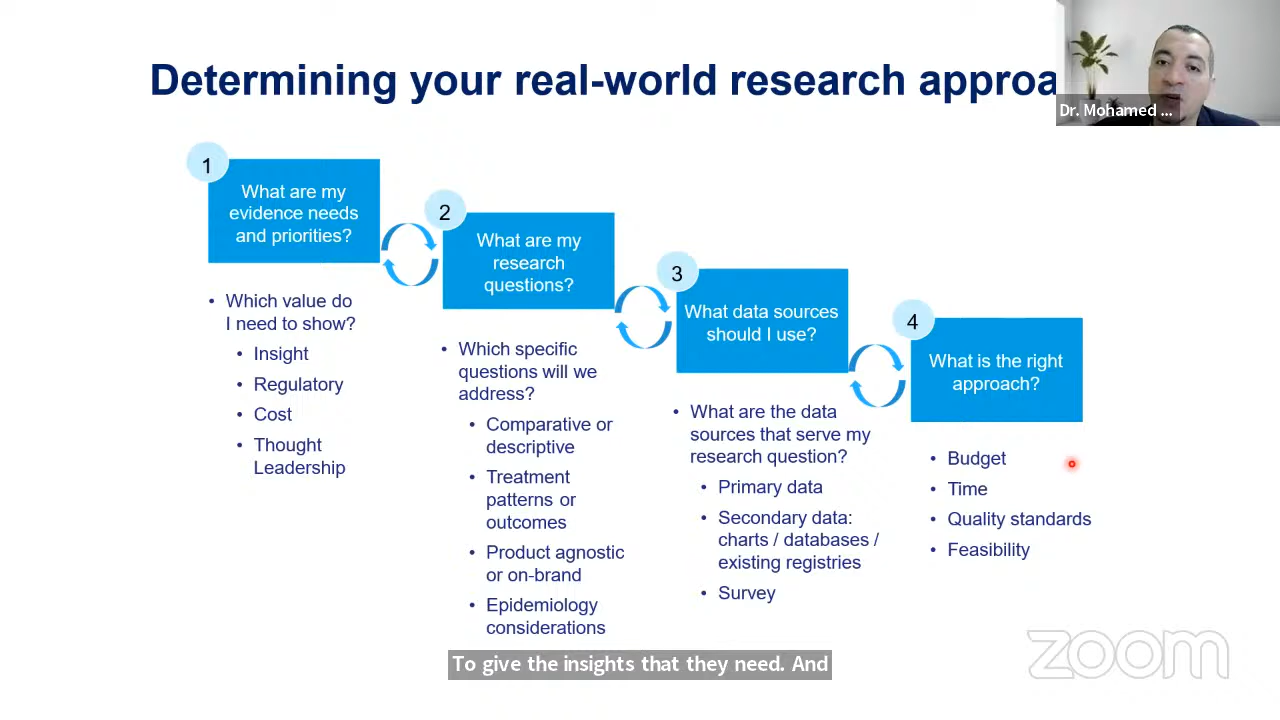 Determining your real-world research approa
Dr. Mohamed ...
1
What are my
evidence needs
and priorities?
• Which value do
I need to show?
• Insight
• Regulatory
• Cost
• Thought
Leadership
2
What are my
research
questions?
• Which specific
questions will we
address?
• Comparative or
descriptive
• Treatment
patterns or
outcomes
• Product agnostic
or on-brand
• Epidemiology
considerations
3
What data sources
should I use?
• What are the data
sources that serve my
research question?
• Primary data
• Secondary data:
charts / databases /
existing registries
• Survey
4
What is the right
approach?
• Budget
• Time
• Quality standards
• Feasibility
To give the insights that they need. And
zoom